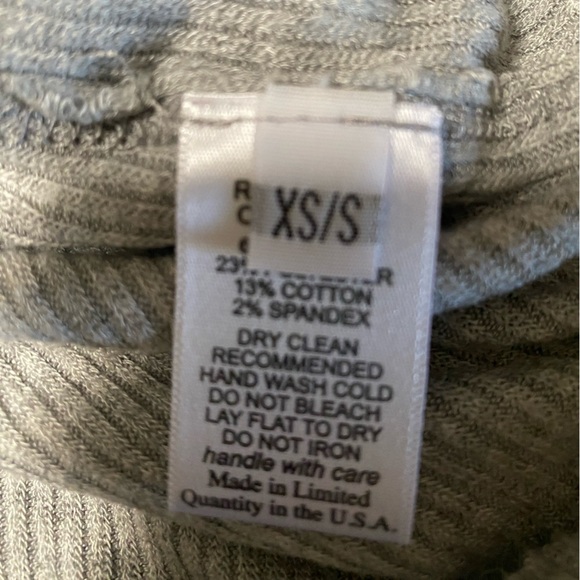 XS/S
13% COTTON
2% SPANDEX
DRY CLEAN
RECOMMENDED
HAND WASH COLD
DO NOT BLEACH
LAY FLAT TO DRY
DO NOT IRON
handle with care
Made in Limited
Quantity in the U.S.A.